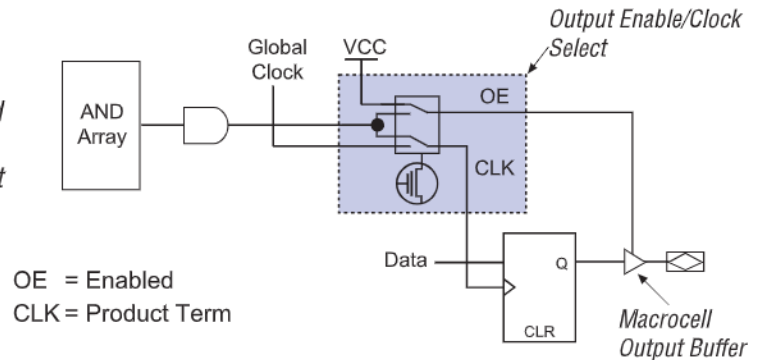 Output Enable/Clock
Select
Global
Clock
VCC
OE
AND
Array
CLK
Data
Q
CLR
OE = Enabled
CLK = Product Term
Macrocell
Output Buffer